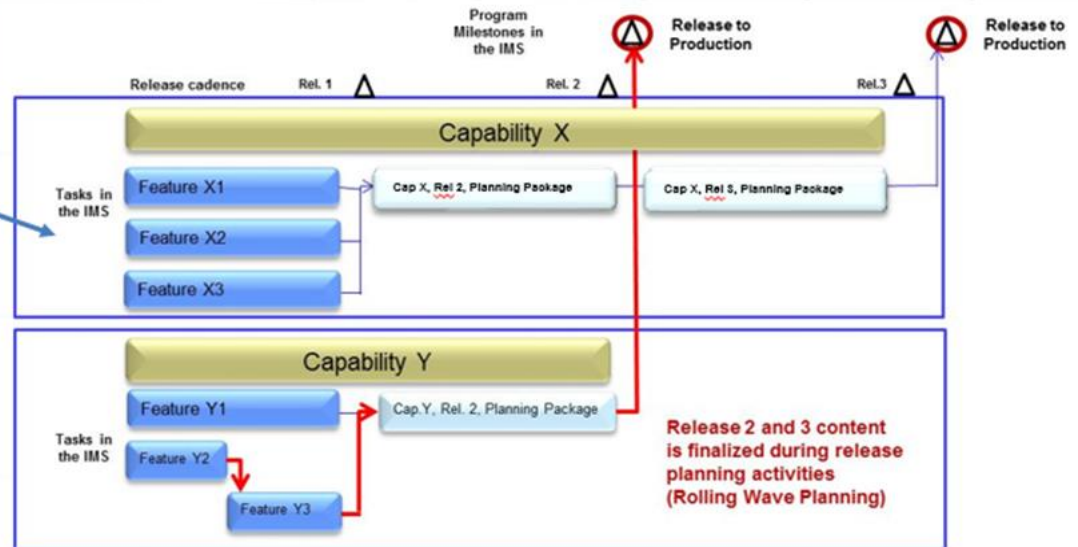 Program
Milestones in
the IMS
Release to
Production
Release to
Production
Release cadence
Rel. 1
Rel. 2
Rel.3
Capability X
Tasks in
the IMS
Feature X1
Cap X, Rel 2, Planning Package
Cap X, Rel 3, Planning Package
Feature X2
Feature X3
Capability Y
Tasks in
the IMS
Feature Y1
Cap.Y, Rel. 2, Planning Package
Feature Y2
Feature Y3
Release 2 and 3 content
is finalized during release
planning activities
(Rolling Wave Planning)